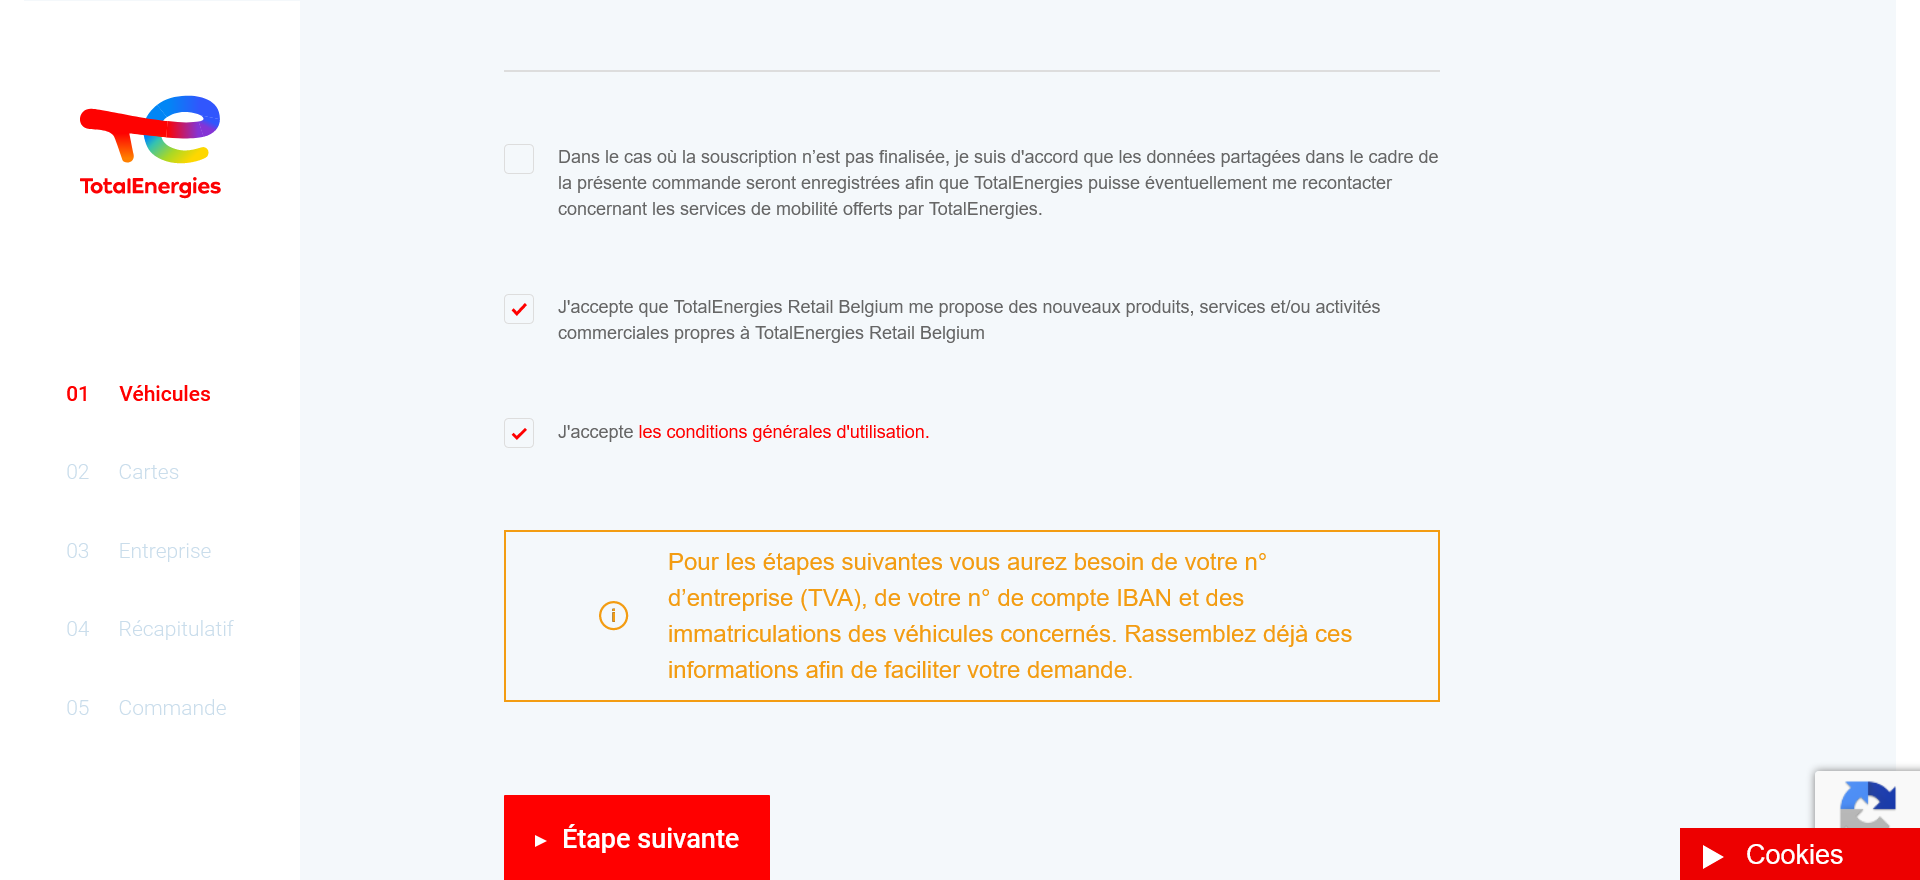 TotalEnergies
01 Véhicules
02 Cartes
03 Entreprise
04 Récapitulatif
05 Commande
Dans le cas où la souscription n’est pas finalisée, je suis d'accord que les données partagées dans le cadre de
la présente commande seront enregistrées afin que TotalEnergies puisse éventuellement me recontacter
concernant les services de mobilité offerts par TotalEnergies.
J'accepte que TotalEnergies Retail Belgium me propose des nouveaux produits, services et/ou activités
commerciales propres à TotalEnergies Retail Belgium
J'accepte les conditions générales d'utilisation.
Pour les étapes suivantes vous aurez besoin de votre n°
d’entreprise (TVA), de votre n° de compte IBAN et des
immatriculations des véhicules concernés. Rassemblez déjà ces
informations afin de faciliter votre demande.
Étape suivante
Cookies